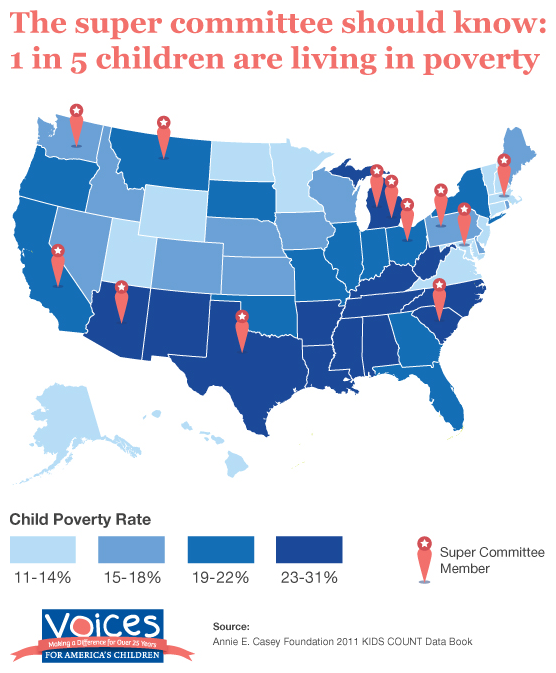 The super committee should know:
1 in 5 children are living in poverty
Child Poverty Rate
11-14%
15-18%
19-22%
23-31%
Super Committee
Member
VOiCES
Making a Difference for Over 25 Years
FOR AMERICA'S CHILDREN
Source:
Annie E. Casey Foundation 2011 KIDS COUNT Data Book